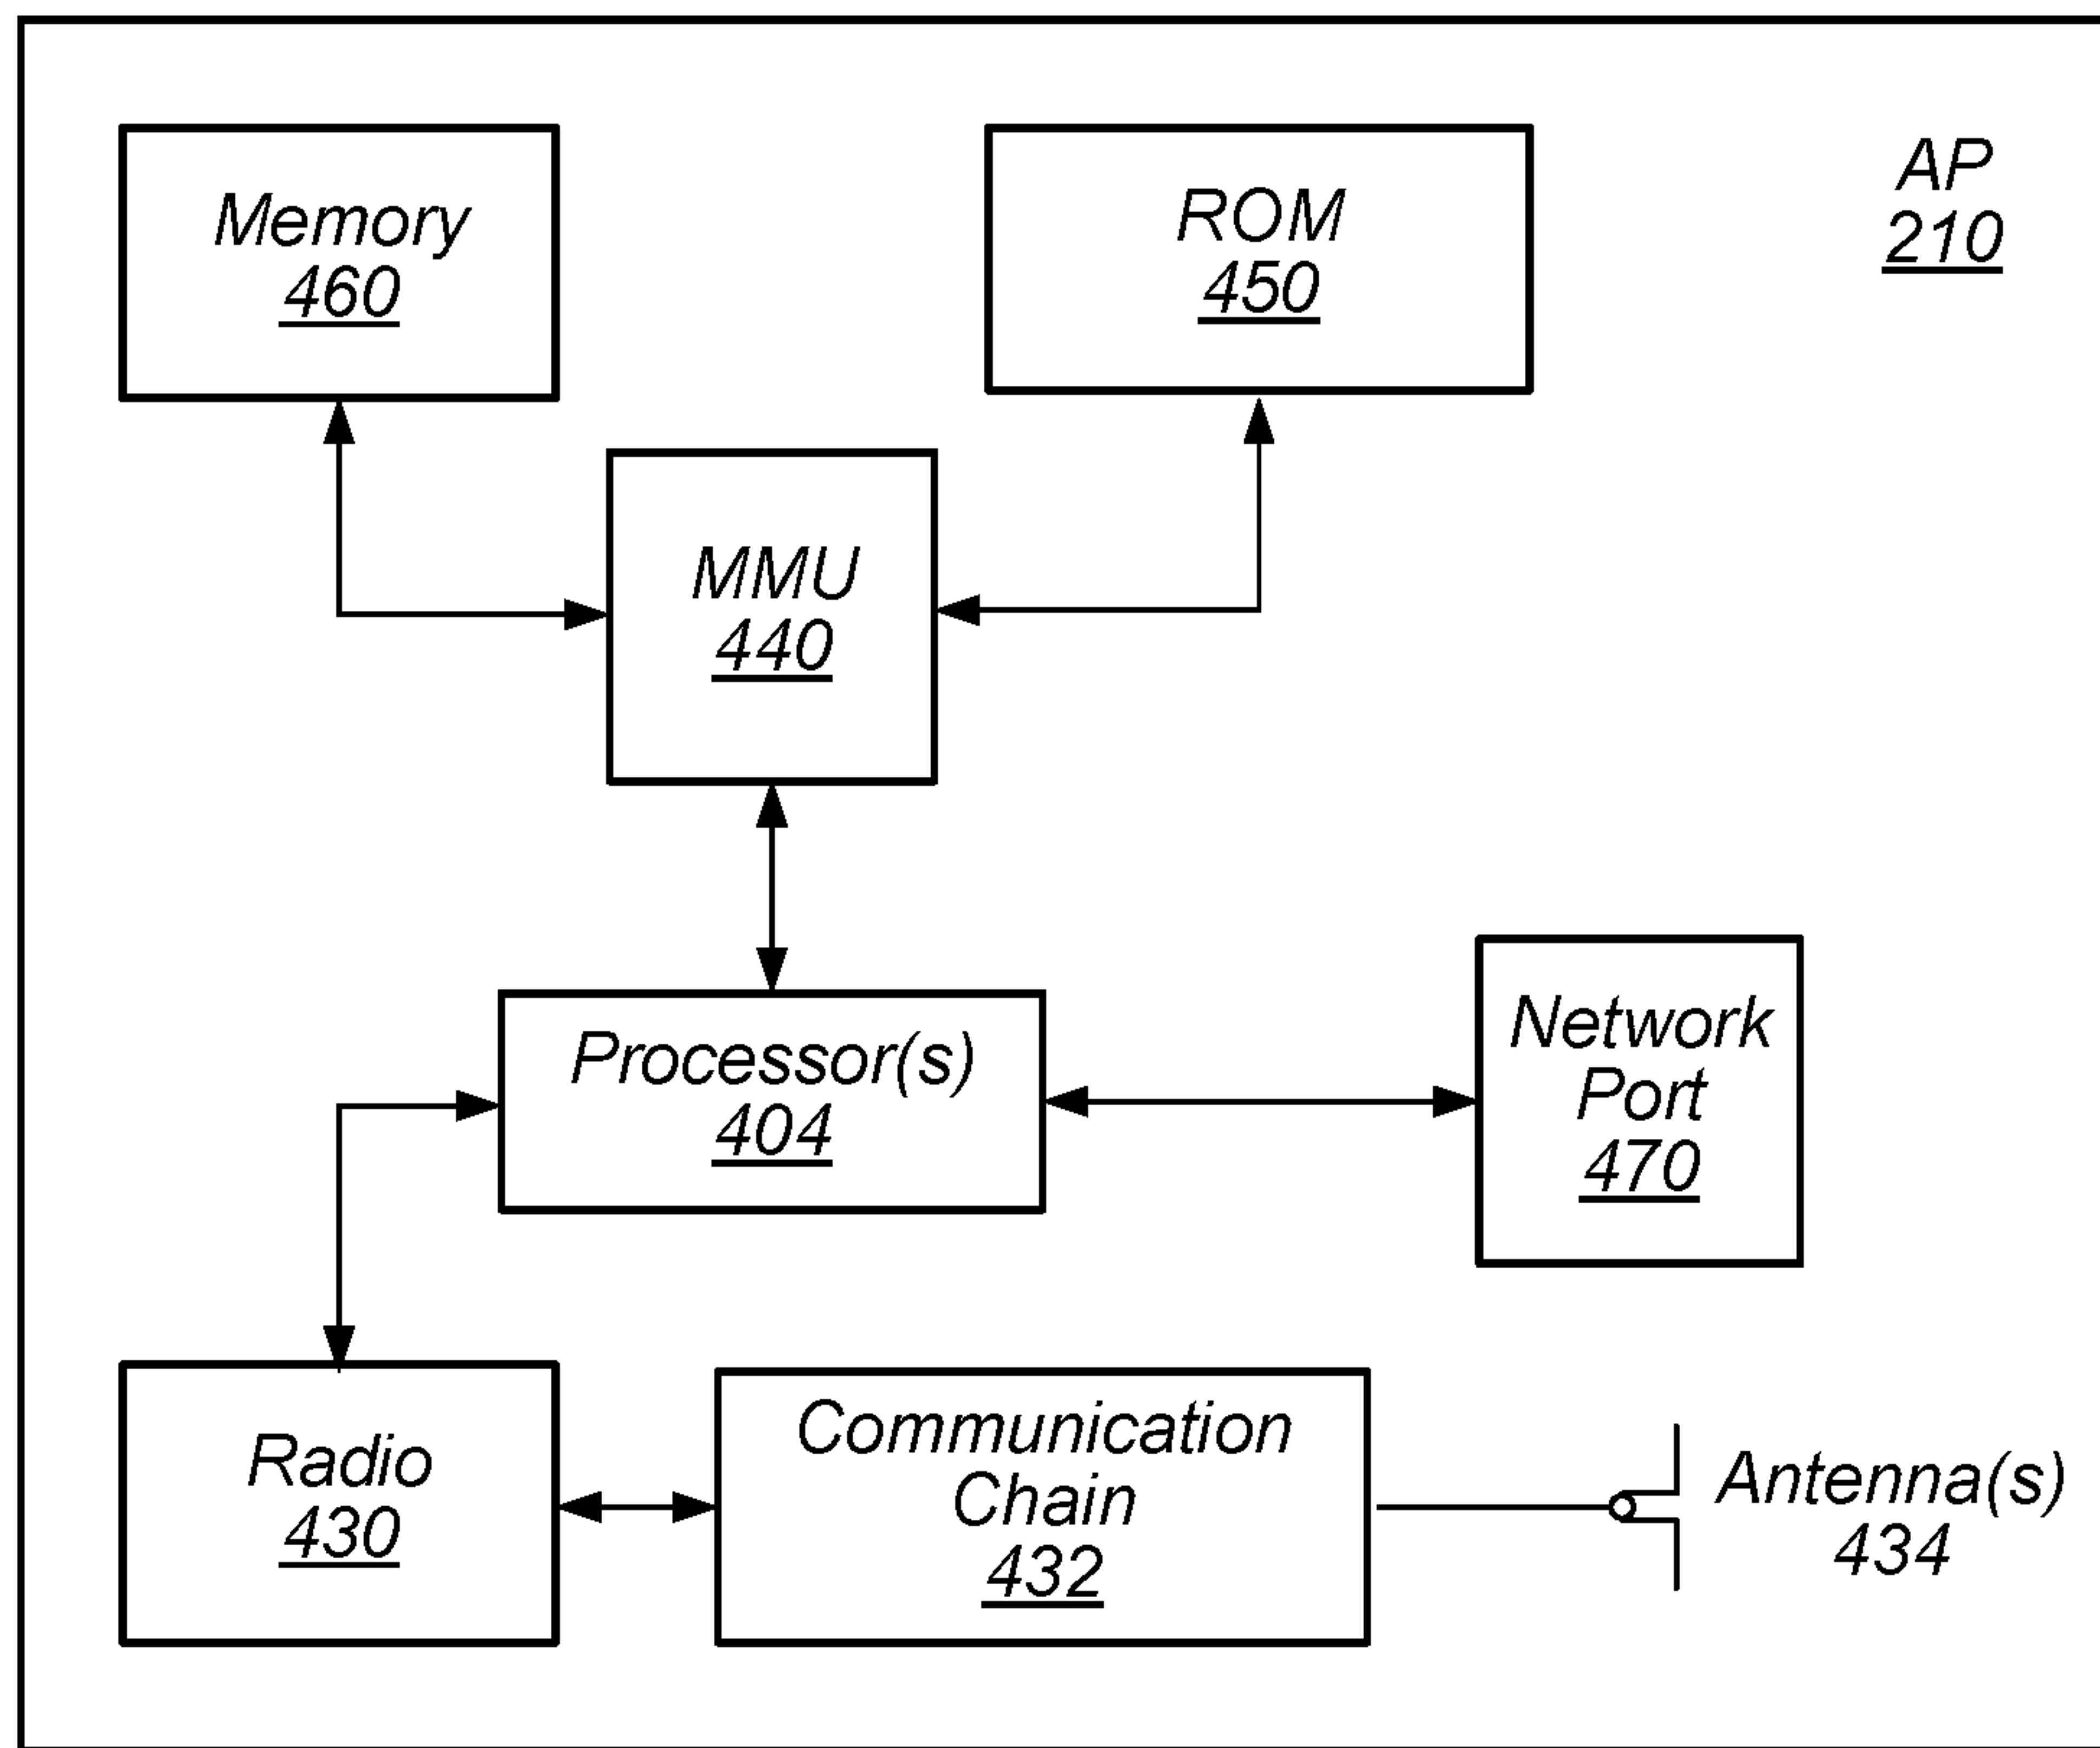 Memory
460
ROM
450
AP
210
MMU
440
Processor(s)
404
Network
Port
470
Radio
430
Communication
Chain
432
Antenna(s)
434